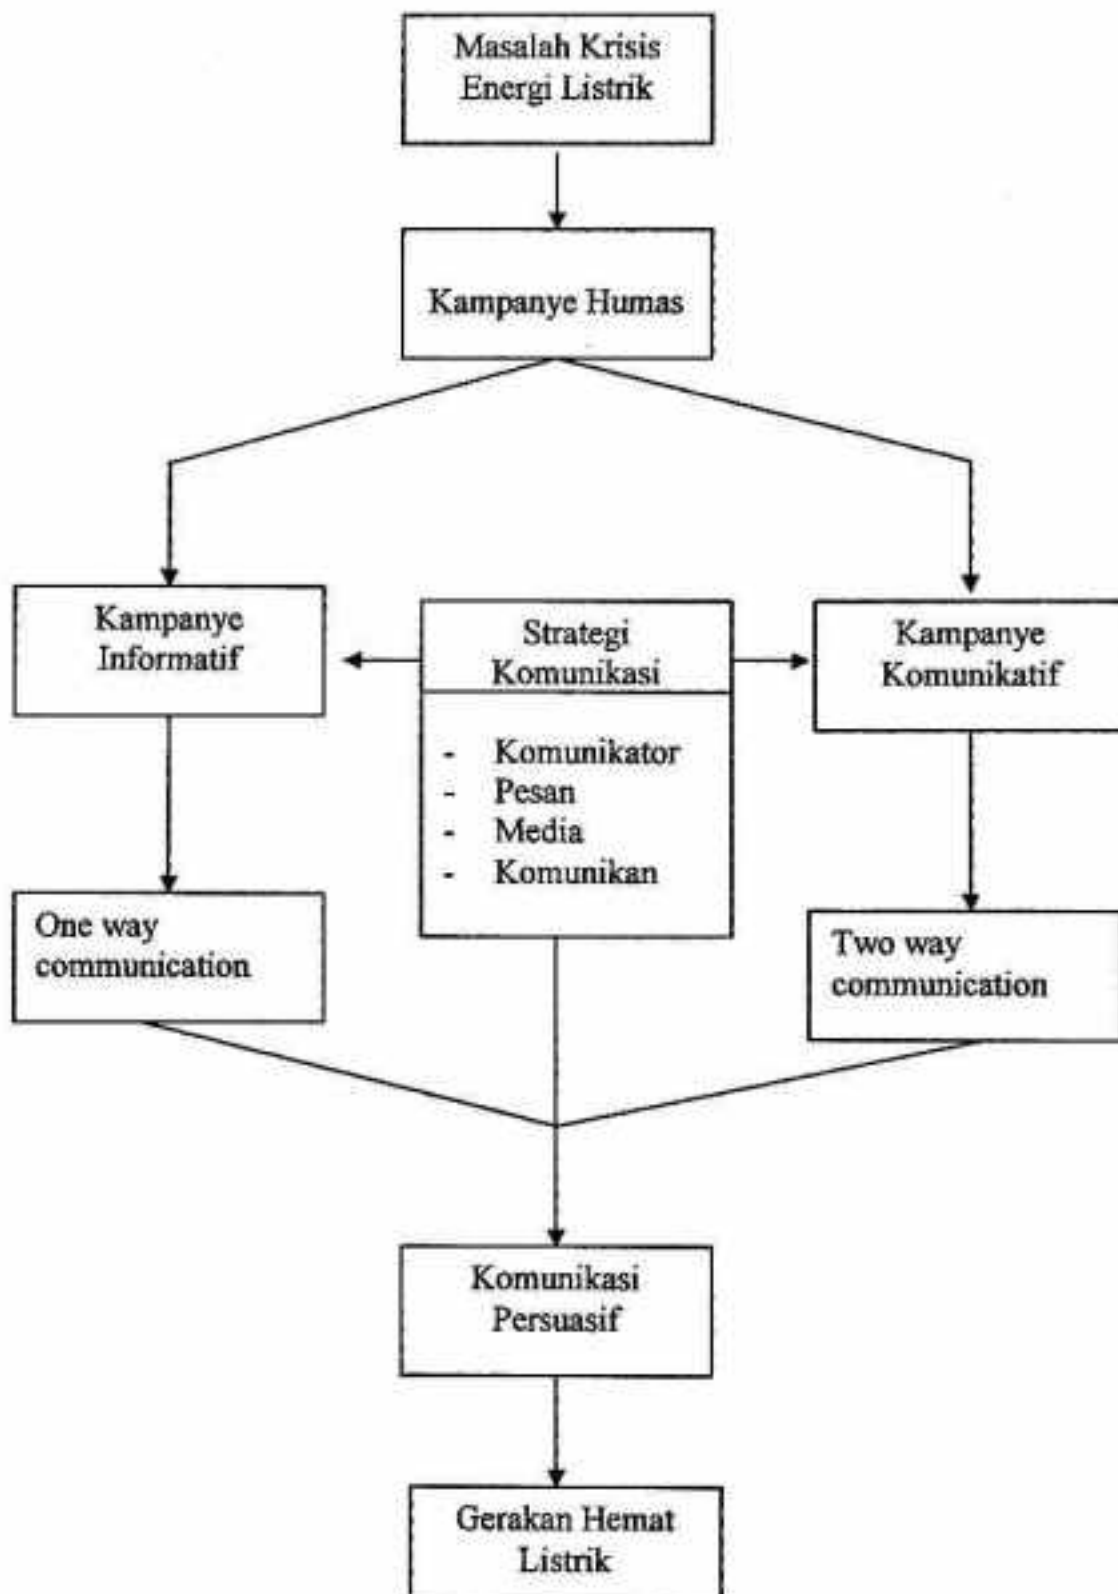 Masalah Krisis
Energi Listrik
Kampanye Humas
Kampanye
Informatif
Strategi
Komunikasi
Kampanye
Komunikatif
- Komunikator
- Pesan
- Media
- Komunikan
One way
communication
Two way
communication
Komunikasi
Persuasif
Gerakan Hemat
Listrik